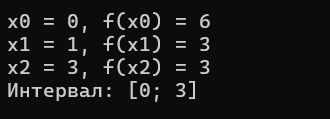 x0 = 0, f(x0) = 6
x1 = 1, f(x1) = 3
x2 = 3, f(x2) = 3
Интервал: [0; 3]